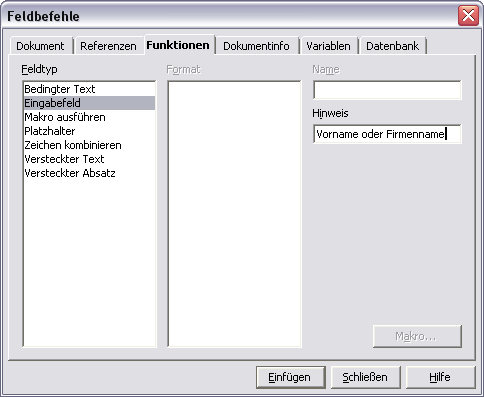 Feldbefehle
Dokument Referenzen Funktionen Dokumentinfo Variablen Datenbank
Feldtyp Format Name
Bedingter Text
Eingabefeld
Makro ausführen
Platzhalter
Zeichen kombinieren
Versteckter Text
Versteckter Absatz
Hinweis
Vorname oder Firmenname
Makro...
Einfügen Schließen Hilfe